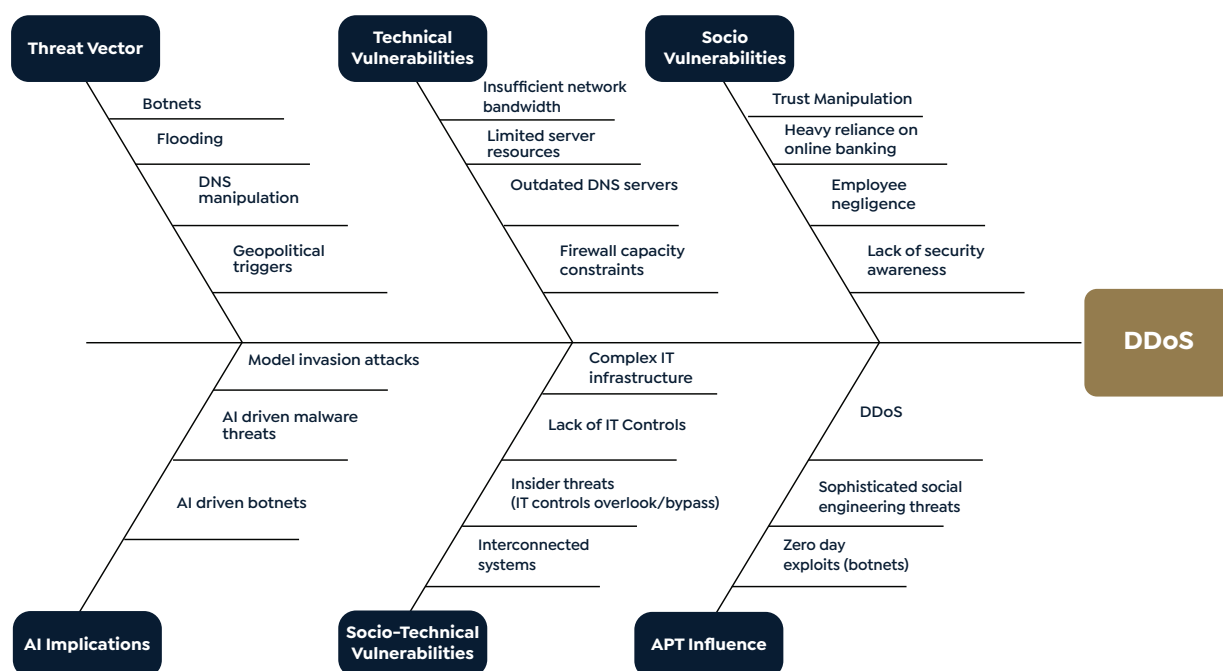 Threat Vector
Technical
Vulnerabilities
Socio
Vulnerabilities
Botnets
Flooding
DNS
manipulation
Geopolitical
triggers
Insufficient network
bandwidth
Limited server
resources
Outdated DNS servers
Firewall capacity
constraints
Trust Manipulation
Heavy reliance on
online banking
Employee
negligence
Lack of security
awareness
DDoS
Model invasion attacks
AI driven malware
threats
AI driven botnets
Complex IT
infrastructure
Lack of IT Controls
Insider threats
(IT controls overlook/bypass)
Interconnected
systems
DDoS
Sophisticated social
engineering threats
Zero day
exploits (botnets)
AI Implications
Socio-Technical
Vulnerabilities
APT Influence